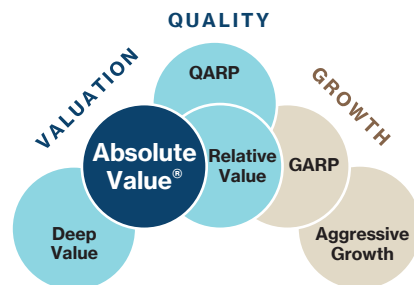 QUALITY
VALUATION
GROWTH
QARP
Absolute
Value®
Relative
Value
GARP
Deep
Value
Aggressive
Growth